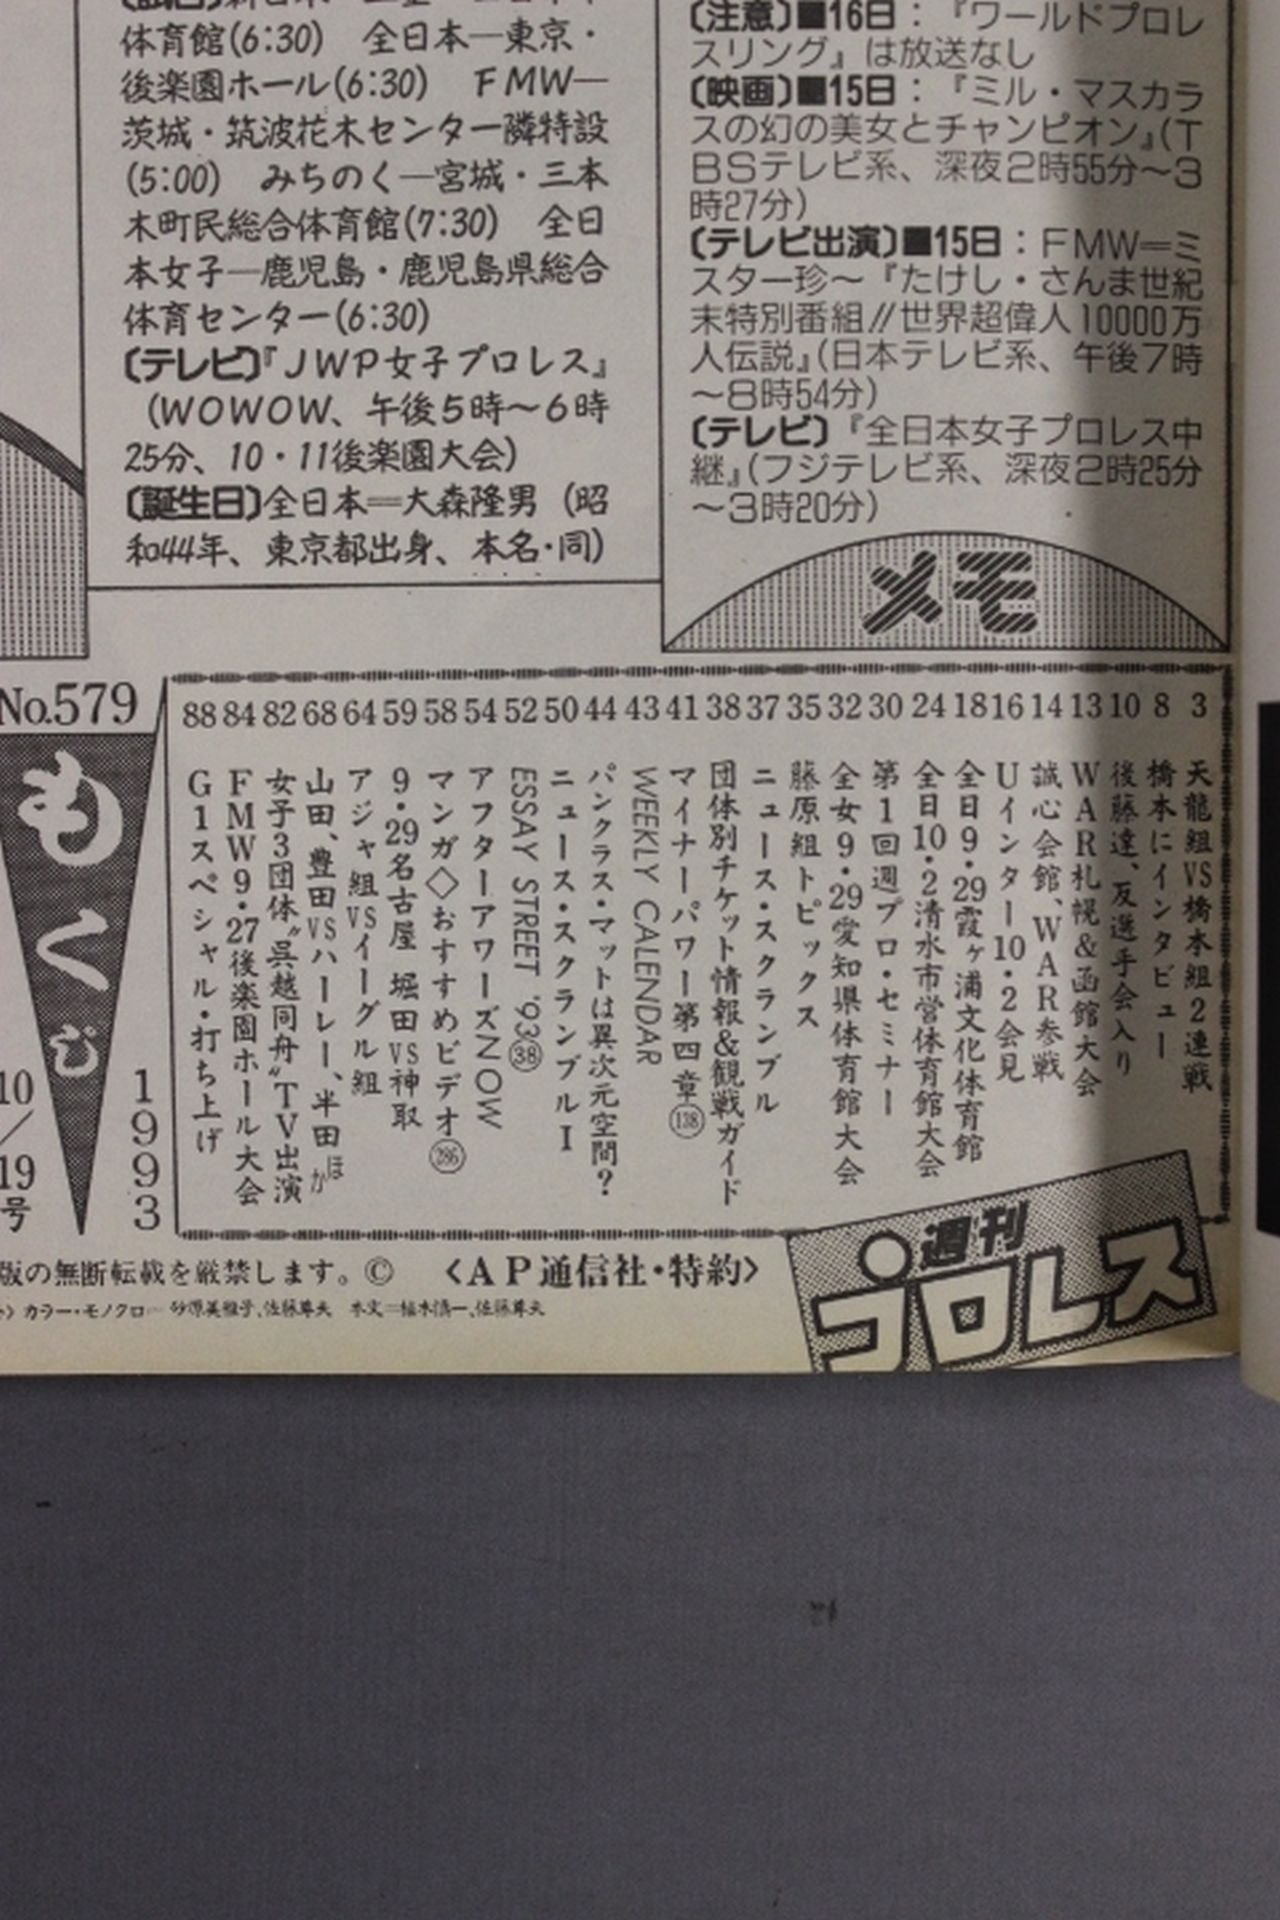 体育館(6:30) 全日本―東京・
後楽園ホール(6:30) FMW―
茨城・筑波花木センター隣特設
(5:00) みちのく―宮城・三本
木町民総合体育館(7:30) 全日
本女子―鹿児島・鹿児島県総合
体育センター(6:30)
〔テレビ〕『JWP女子プロレス』
(WOWOW、午後5時〜6時
25分、10・11後楽園大会)
〔誕生日〕全日本＝大森隆男(昭
和44年、東京都出身、本名・同)
〔注意〕■16日：『ワールドプロレ
スリング』は放送なし
〔映画〕■15日：『ミル・マスカラ
スの幻の美女とチャンピオン』(T
BSテレビ系、深夜2時55分〜3
時27分)
〔テレビ出演〕■15日：FMW＝ミ
スター珍〜『たけし・さんま世紀
末特別番組//世界超偉人10000万
人伝説』(日本テレビ系、午後7時
〜8時54分)
〔テレビ〕『全日本女子プロレス中
継』(フジテレビ系、深夜2時25分
〜3時20分)
メモ
3 天龍組VS橋本組2連戦
8 橋本にインタビュー
10 後藤達、反選手会入り
13 WAR札幌&函館大会
14 誠心会館、WAR参戦
16 Uインター10・2会見
18 全日9・29霞ヶ浦文化体育館
24 全日10・2清水市営体育館大会
30 第1回週プロ・セミナー
32 全女9・29愛知県体育館大会
35 藤原組トピックス
37 ニュース・スクランブル
38 団体別チケット情報&観戦ガイド
41 マイナーパワー第四章(138)
43 WEEKLY CALENDAR
44 パンクラス・マットは異次元空間?
50 ニュース・スクランブルI
52 ESSAY STREET '93㊳
54 アフターアワーズNOW
58 マンガ◇おすすめビデオ(286)
59 9・29名古屋 堀田VS神取
64 アジャ組VSイーグル組
68 山田、豊田VSハーレー、半田ほか
82 女子3団体〝呉越同舟〟TV出演
84 FMW9・27後楽園ホール大会
88 G1スペシャル・打ち上げ
No.579
もくじ
1993
10/19号
版の無断転載を厳禁します。© 〈AP通信社・特約〉
週刊
プロレス